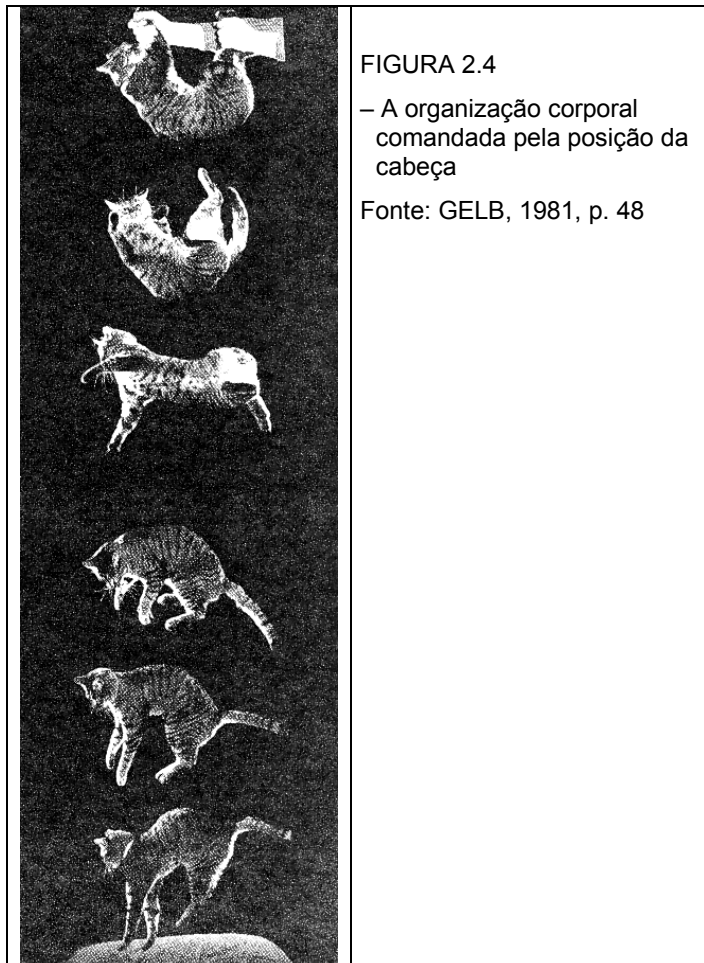 FIGURA 2.4
– A organização corporal
comandada pela posição da
cabeça
Fonte: GELB, 1981, p. 48